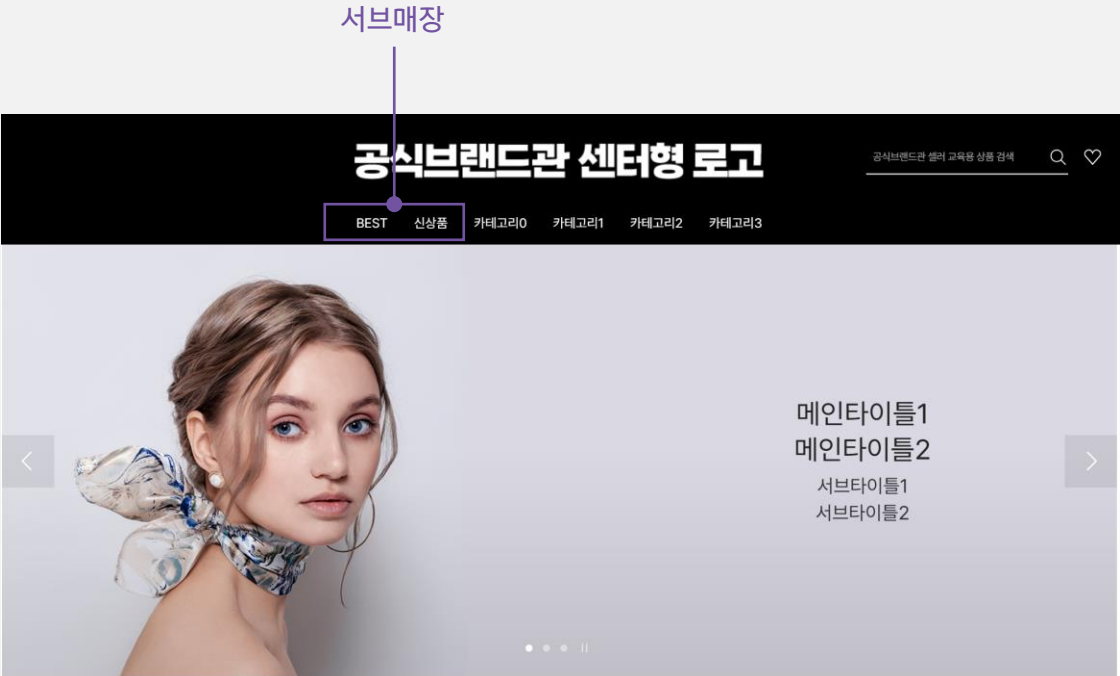 서브매장
공식브랜드관 센터형 로고
공식브랜드관 셀러 교육용 상품 검색
BEST 신상품 카테고리0 카테고리1 카테고리2 카테고리3
메인타이틀1
메인타이틀2
서브타이틀1
서브타이틀2